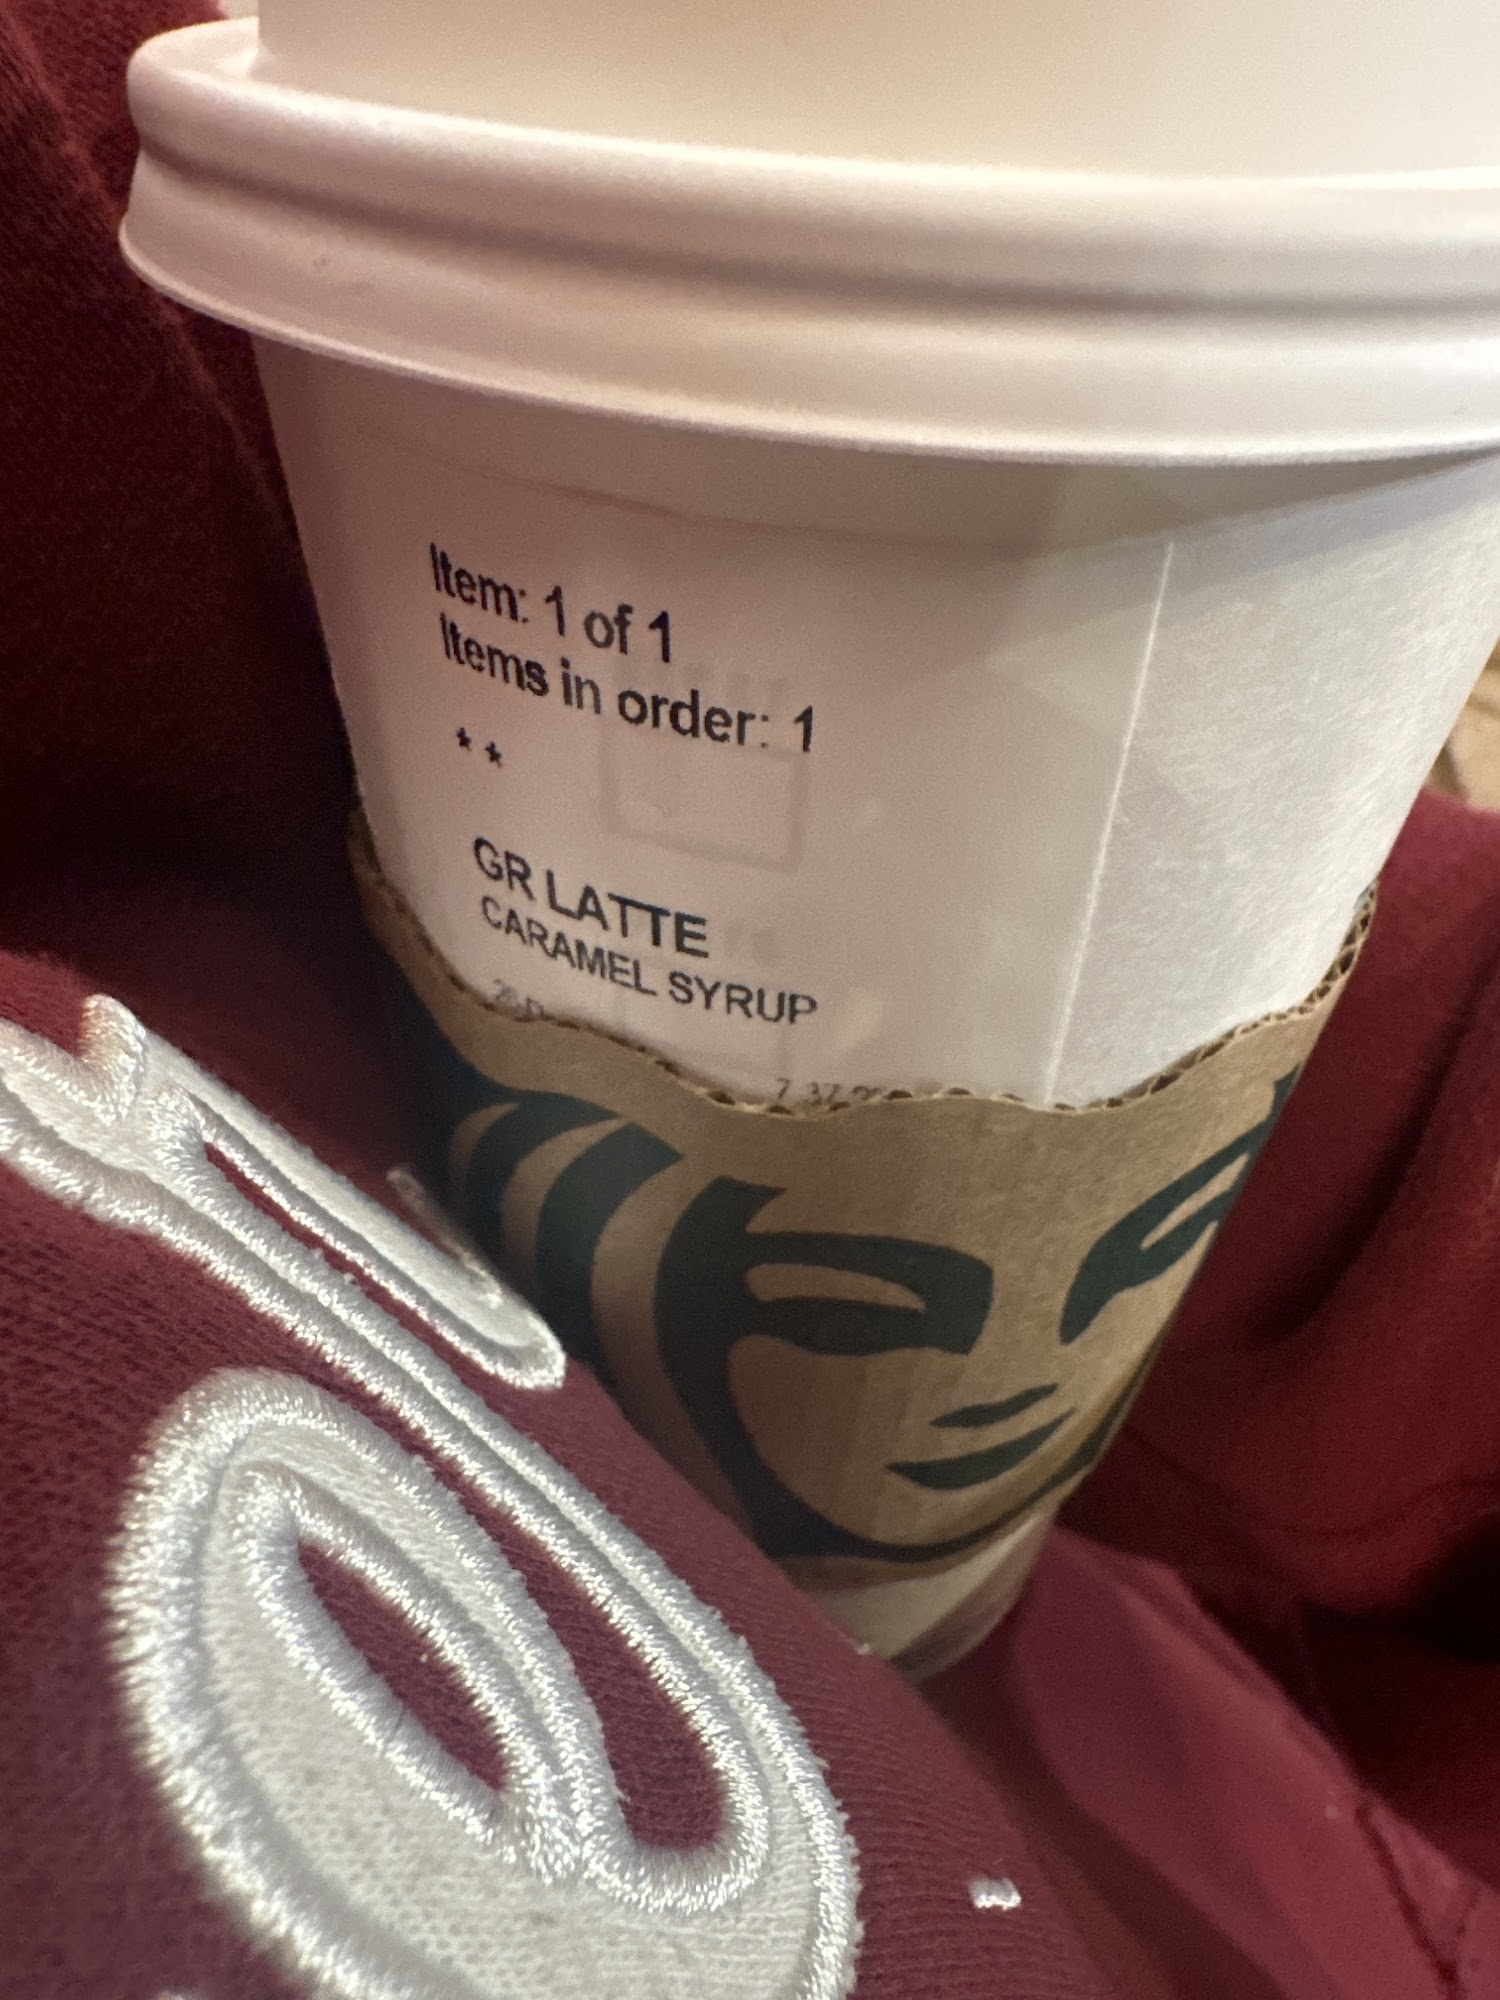 Item: 1 of 1
Items in order: 1
**
GR LATTE
CARAMEL SYRUP